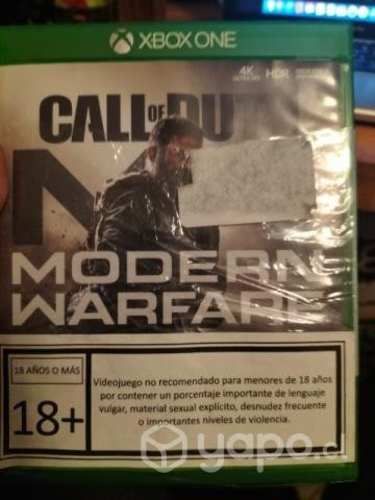 XBOX ONE
4K HDR
CALL OF DUT
M
MODERN
WARFARE
18 AÑOS O MÁS
18+
Videojuego no recomendado para menores de 18 años
por contener un porcentaje importante de lenguaje
vulgar, material sexual explícito, desnudez frecuente
o importantes niveles de violencia.
yapo.cl